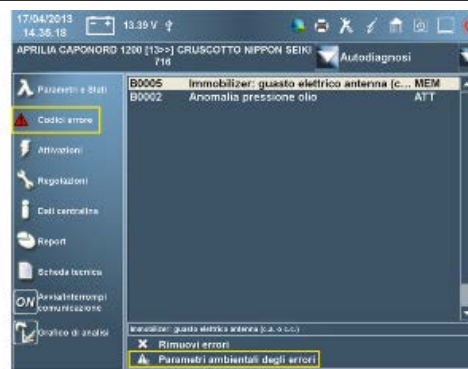 17/04/2013
14.35.18
13.39 V
APRILIA CAPONORD 1200 [13>>] CRUSCOTTO NIPPON SEIKI
716
Autodiagnosi
Parametri e Stati
Codici errore
Attivazioni
Regolazioni
Dati centralina
Report
Scheda tecnica
ON Avvia/Interrompi
comunicazione
Grafico di analisi
B0005 Immobilizer: guasto elettrico antenna (c... MEM
B0002 Anomalia pressione olio ATT
Immobilizer: guasto elettrico antenna (c.a. o c.c.)
Rimuovi errori
Parametri ambientali degli errori